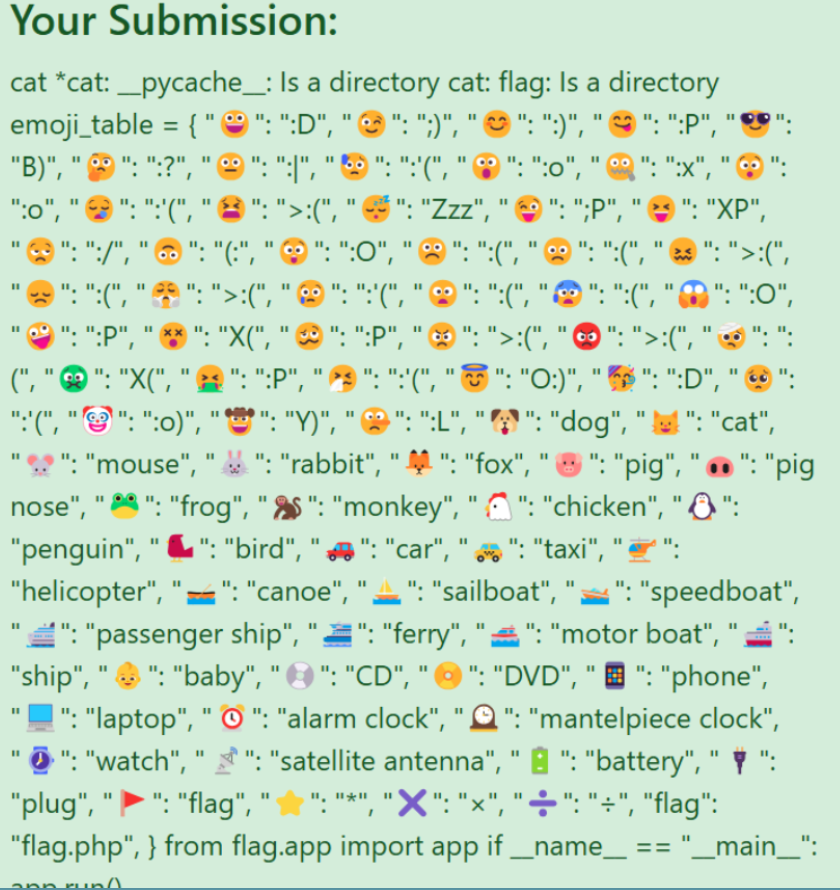 Your Submission:
cat *cat: __pycache__: Is a directory cat: flag: Is a directory
emoji_table = { "😀": ":D", "😉": ";)", "😊": ":)", "😋": ":P", "😎":
"B)", "🤔": ":?", "😐": ":|", "😓": ":'(", "😮": ":o", "🤐": ":x", "😯":
":o", "😪": ":'(", "😫": ">:(", "😴": "Zzz", "😜": ";P", "😝": "XP",
"😒": ":/", "🙃": "(:", "😲": ":O", "🙁": ":(", "😟": ":(", "😖": ">:(",
"😞": ":(", "😤": ">:(", "😢": ":'(", "😦": ":(", "😰": ":(", "😱": ":O",
"🤪": ":P", "😵": "X(", "🥴": ":P", "😠": ">:(", "😡": ">:(", "🤕": ":
(", "🤢": "X(", "🤮": ":P", "🤧": ":'(", "😇": "O:)", "🥳": ":D", "🥺":
":'(", "🤡": ":o)", "🤠": "Y)", "🤥": ":L", "🐶": "dog", "🐱": "cat",
"🐭": "mouse", "🐰": "rabbit", "🦊": "fox", "🐷": "pig", "🐽": "pig
nose", "🐸": "frog", "🐒": "monkey", "🐔": "chicken", "🐧":
"penguin", "🐦": "bird", "🚗": "car", "🚕": "taxi", "🚁":
"helicopter", "🛶": "canoe", "⛵": "sailboat", "🚤": "speedboat",
"🛳": "passenger ship", "⛴": "ferry", "🛥": "motor boat", "🚢":
"ship", "👶": "baby", "💿": "CD", "📀": "DVD", "📱": "phone",
"💻": "laptop", "⏰": "alarm clock", "🕰": "mantelpiece clock",
"⌚": "watch", "📡": "satellite antenna", "🔋": "battery", "🔌":
"plug", "🚩": "flag", "⭐": "*", "✖": "×", "➗": "÷", "flag":
"flag.php", } from flag.app import app if __name__ == "__main__":
app.run()